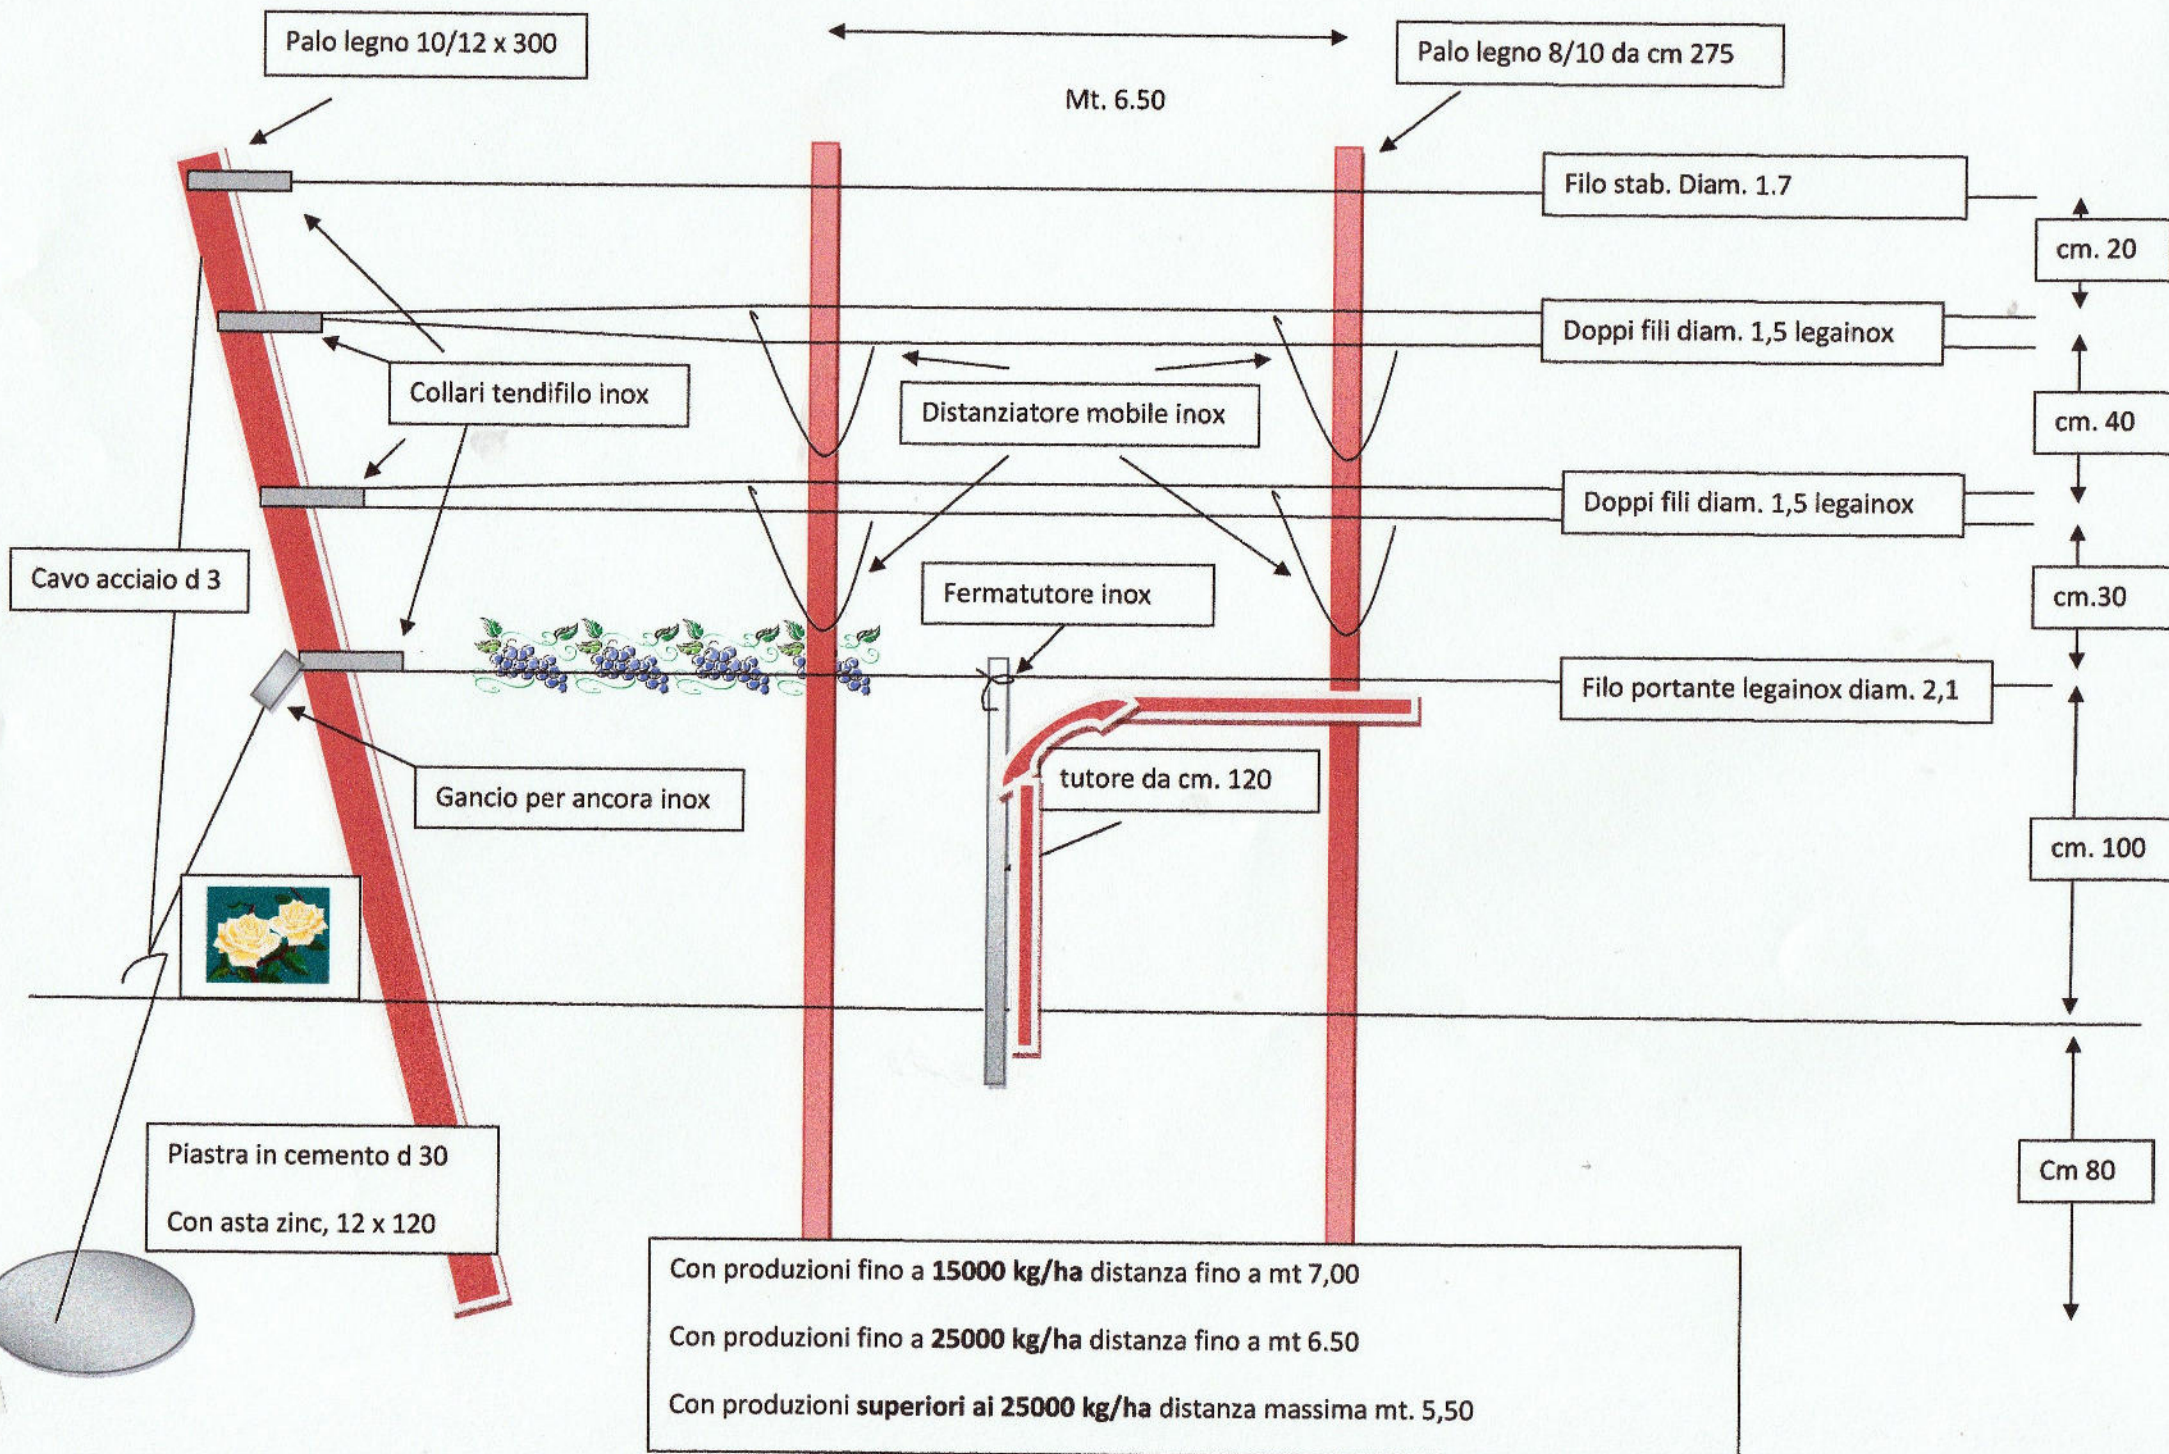 Palo legno 10/12 x 300
Mt. 6.50
Palo legno 8/10 da cm 275
Filo stab. Diam. 1.7
cm. 20
Doppi fili diam. 1,5 legainox
Collari tendifilo inox
Distanziatore mobile inox
cm. 40
Doppi fili diam. 1,5 legainox
Cavo acciaio d 3
Fermatutore inox
cm.30
Filo portante legainox diam. 2,1
Gancio per ancora inox
tutore da cm. 120
cm. 100
Piastra in cemento d 30
Con asta zinc, 12 x 120
Cm 80
Con produzioni fino a 15000 kg/ha distanza fino a mt 7,00
Con produzioni fino a 25000 kg/ha distanza fino a mt 6.50
Con produzioni superiori ai 25000 kg/ha distanza massima mt. 5,50